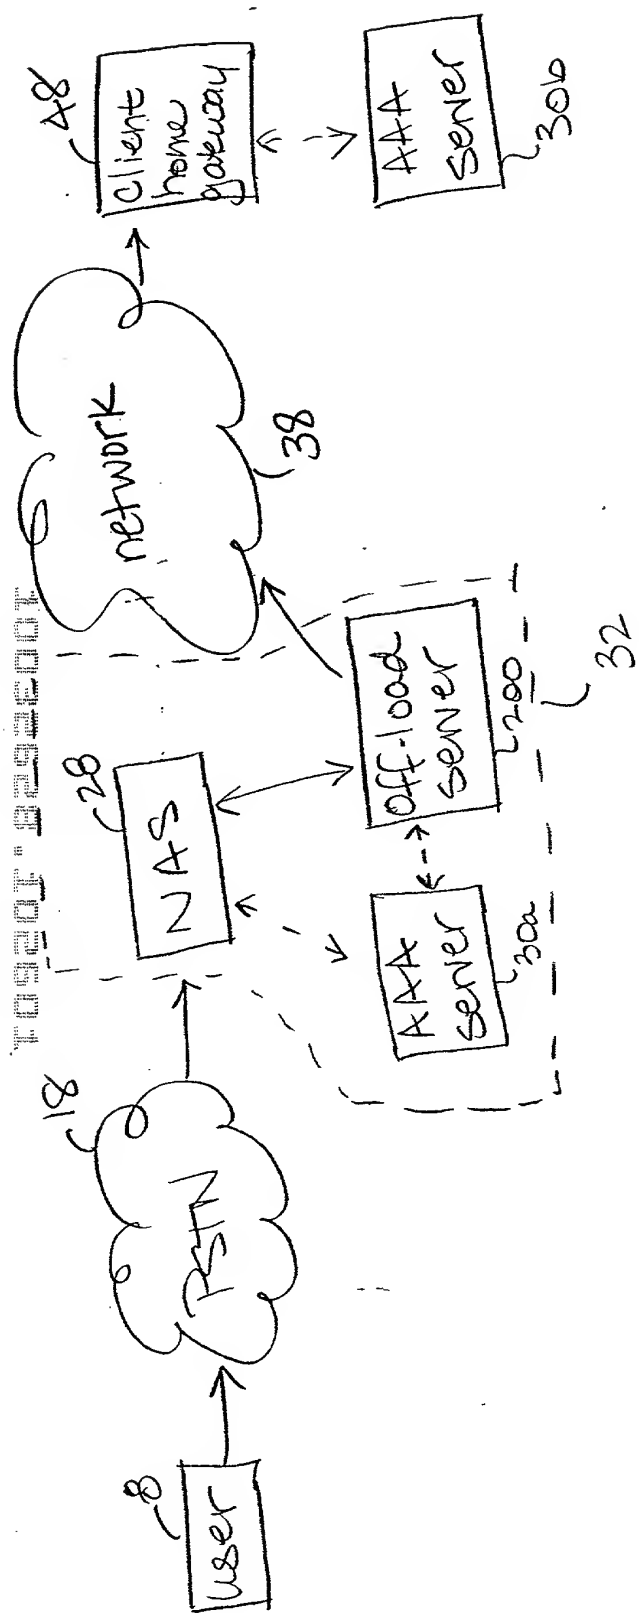 user
8
PSTN
18
NAS
28
AAA
server
30a
off-load
server
200
32
network
38
client
home
gateway
48
AAA
server
30b